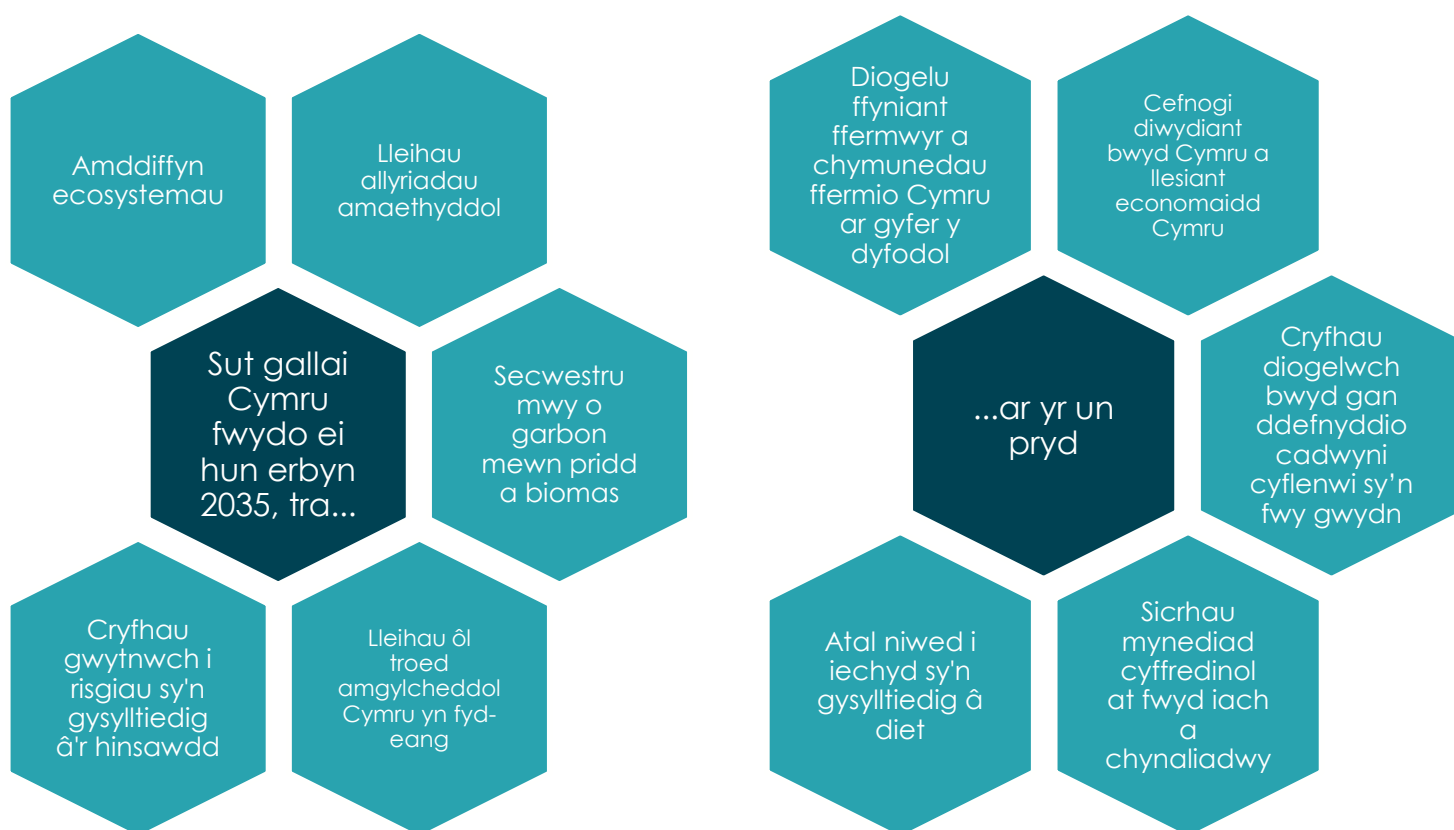 Amddiffyn
ecosystemau
Lleihau
allyriadau
amaethyddol
Sut gallai
Cymru
fwydo ei
hun erbyn
2035, tra...
Secwestru
mwy o
garbon
mewn pridd
a biomas
Cryfhau
gwytnwch i
risgiau sy'n
gysylltiedig
â'r hinsawdd
Lleihau ôl
troed
amgylcheddol
Cymru yn fyd-
eang
Diogelu
ffyniant
ffermwyr a
chymunedau
ffermio Cymru
ar gyfer y
dyfodol
Cefnogi
diwydiant
bwyd Cymru a
llesiant
economaidd
Cymru
...ar yr un
pryd
Cryfhau
diogelwch
bwyd gan
ddefnyddio
cadwyni
cyflenwi sy’n
fwy gwydn
Atal niwed i
iechyd sy'n
gysylltiedig â
diet
Sicrhau
mynediad
cyffredinol
at fwyd iach
a
chynaliadwy